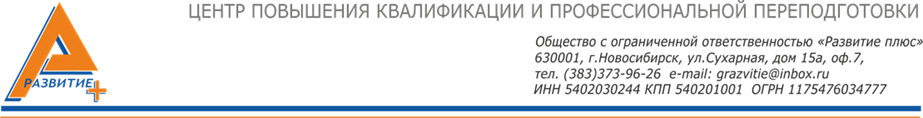 ЦЕНТР ПОВЫШЕНИЯ КВАЛИФИКАЦИИ И ПРОФЕССИОНАЛЬНОЙ ПЕРЕПОДГОТОВКИ
Общество с ограниченной ответственностью «Развитие плюс»
630001, г.Новосибирск, ул.Сухарная, дом 15а, оф.7,
тел. (383)373-96-26 e-mail: grazvitie@inbox.ru
ИНН 5402030244 КПП 540201001 ОГРН 1175476034777
РАЗВИТИЕ+